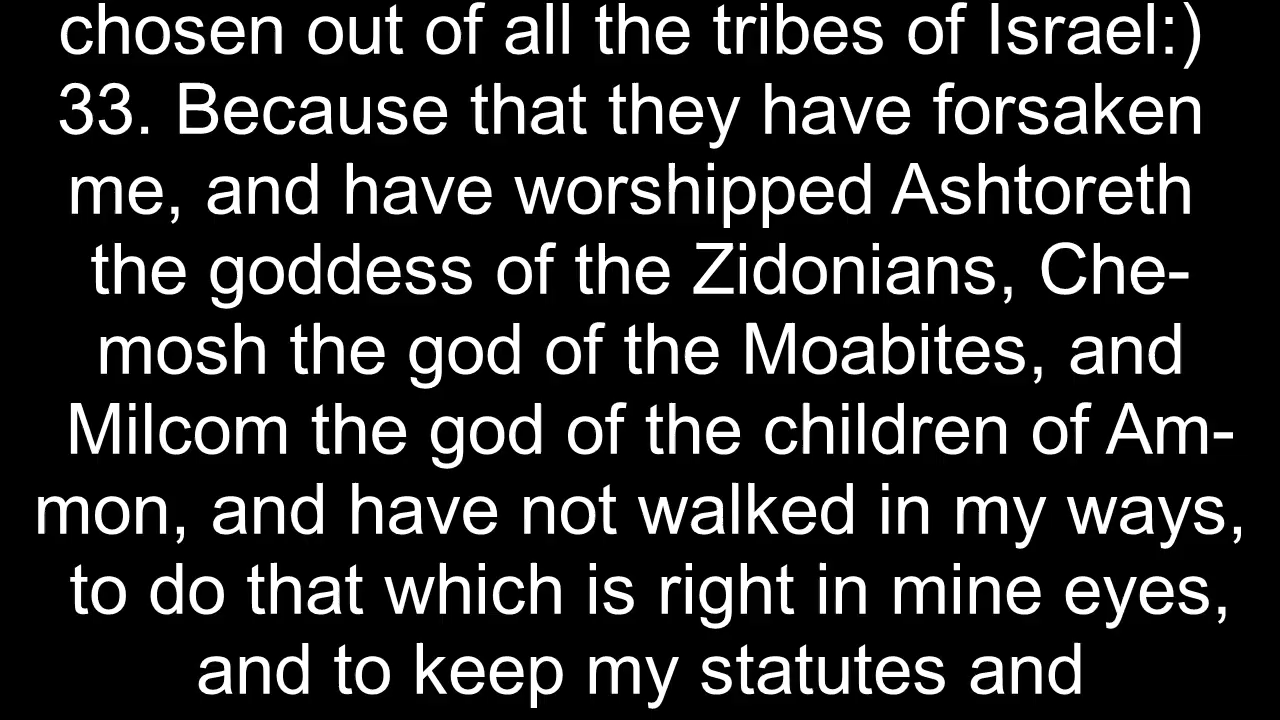 chosen out of all the tribes of Israel:)
33. Because that they have forsaken
me, and have worshipped Ashtoreth
the goddess of the Zidonians, Che-
mosh the god of the Moabites, and
Milcom the god of the children of Am-
mon, and have not walked in my ways,
to do that which is right in mine eyes,
and to keep my statutes and